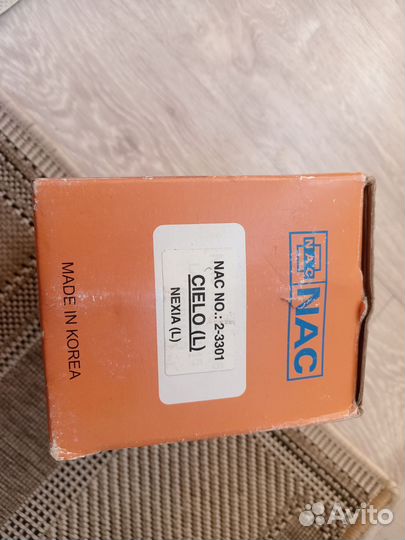 NAC
NAC
NAC NO.: 2-3301
CIELO (L)
NEXIA (L)
MADE IN KOREA
Avito